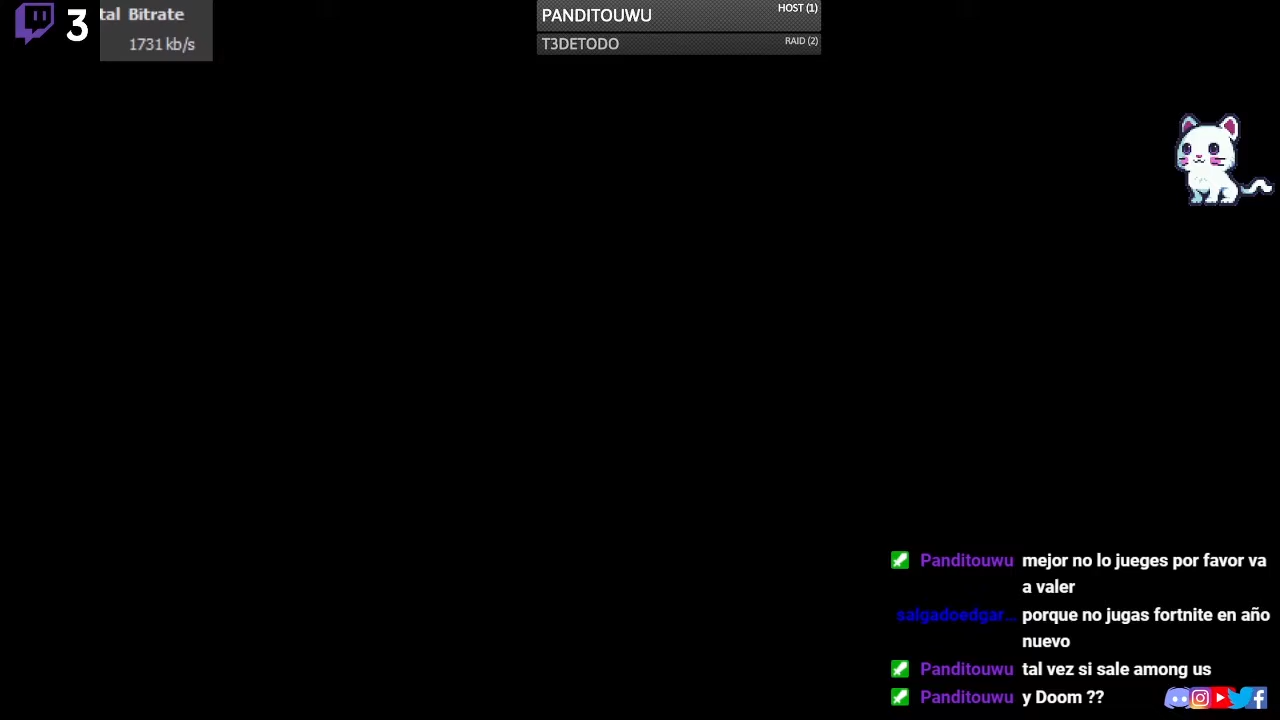 3
tal Bitrate
1731 kb/s
PANDITOUWU HOST (1)
T3DETODO RAID (2)
Panditouwu mejor no lo jueges por favor va
a valer
salgadoedgar... porque no jugas fortnite en año
nuevo
Panditouwu tal vez si sale among us
Panditouwu y Doom ??